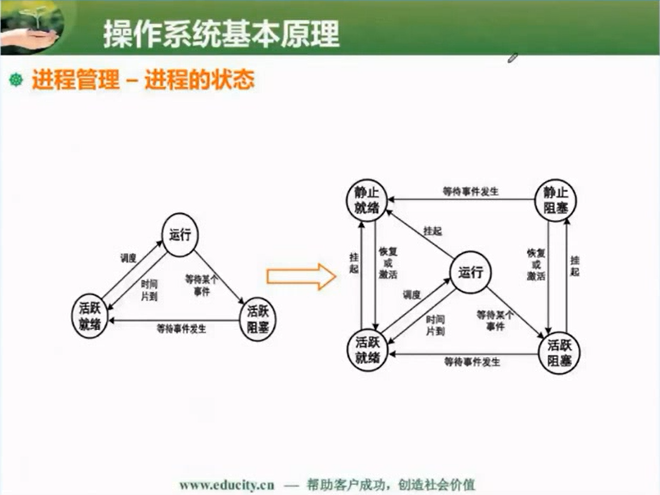 操作系统基本原理
进程管理 – 进程的状态
运行
调度
时间
片到
等待某个
事件
活跃
就绪
等待事件发生
活跃
阻塞
静止
就绪
等待事件发生
静止
阻塞
挂起
挂
起
恢复
或
激活
运行
恢复
或
激活
挂
起
调度
时间
片到
等待某个
事件
活跃
就绪
等待事件发生
活跃
阻塞
www.educity.cn — 帮助客户成功，创造社会价值